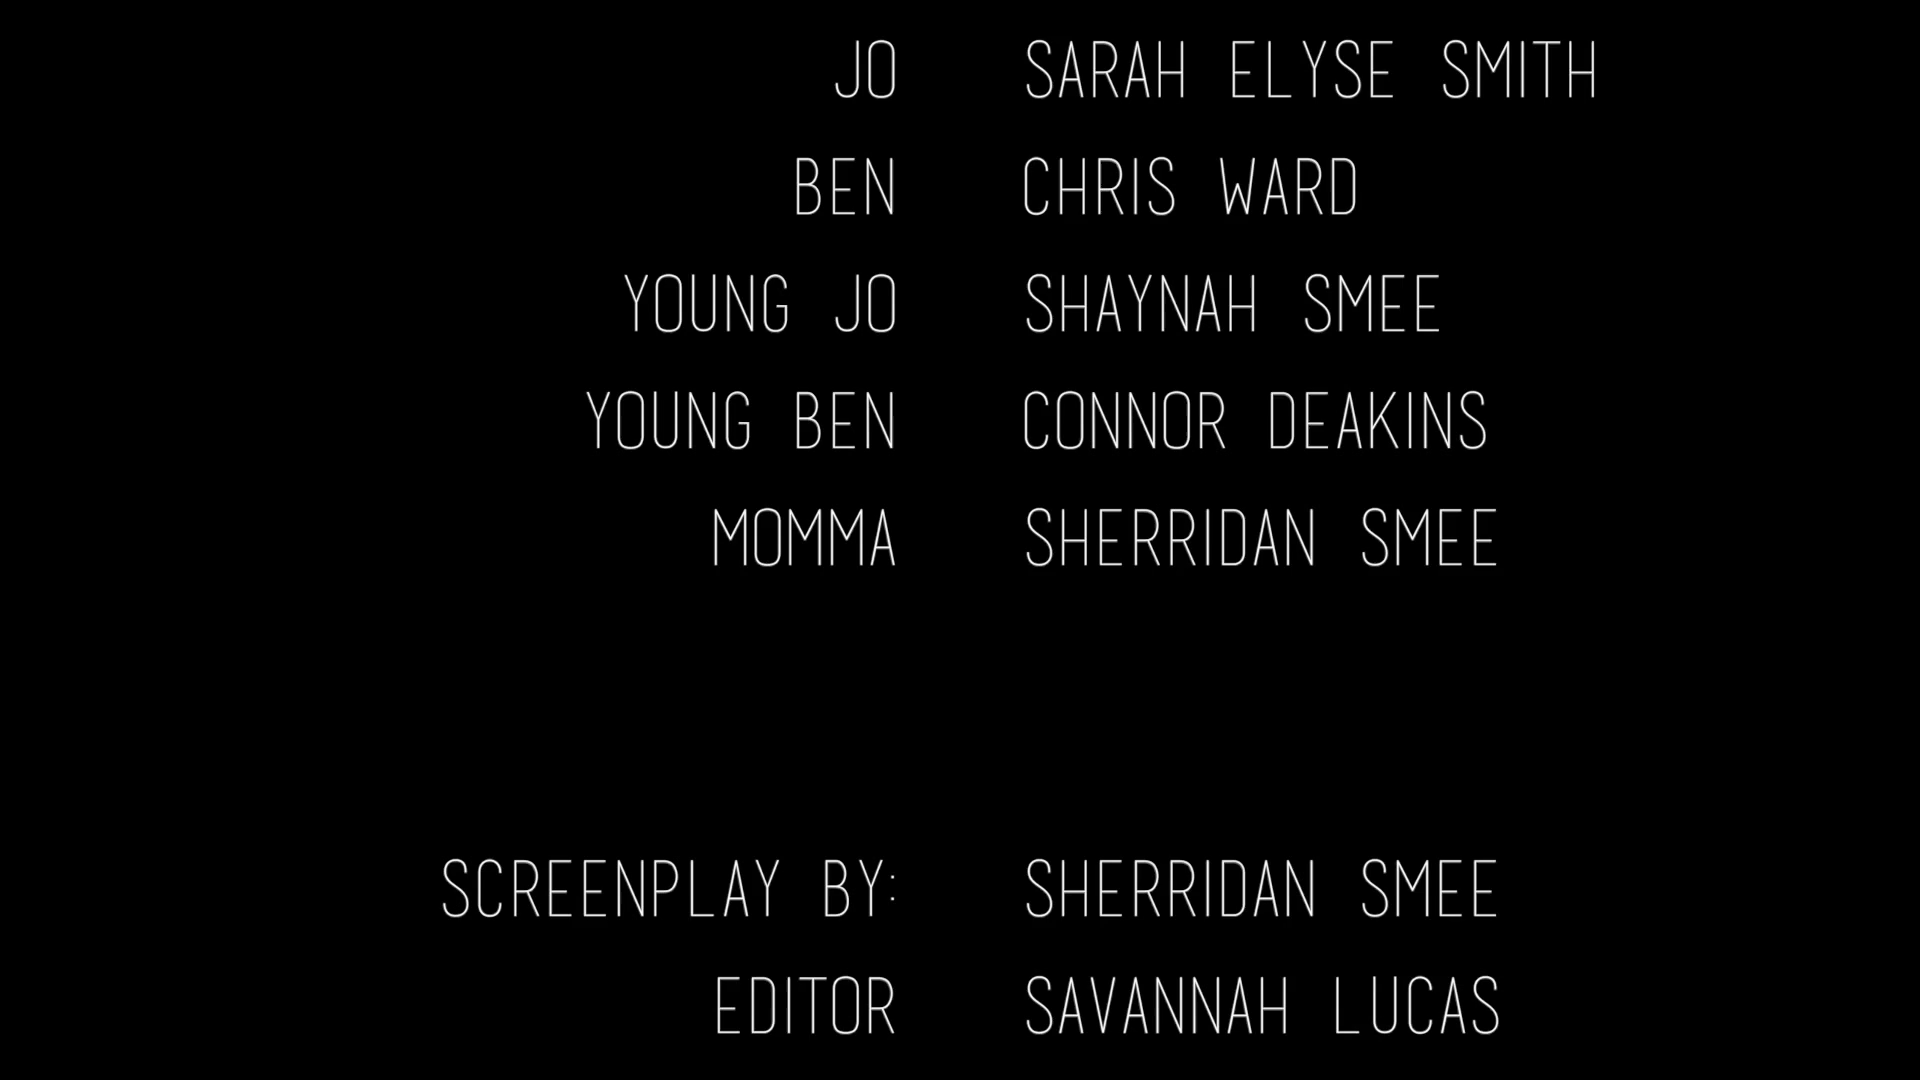 JO SARAH ELYSE SMITH
BEN CHRIS WARD
YOUNG JO SHAYNAH SMEE
YOUNG BEN CONNOR DEAKINS
MOMMA SHERRIDAN SMEE
SCREENPLAY BY: SHERRIDAN SMEE
EDITOR SAVANNAH LUCAS